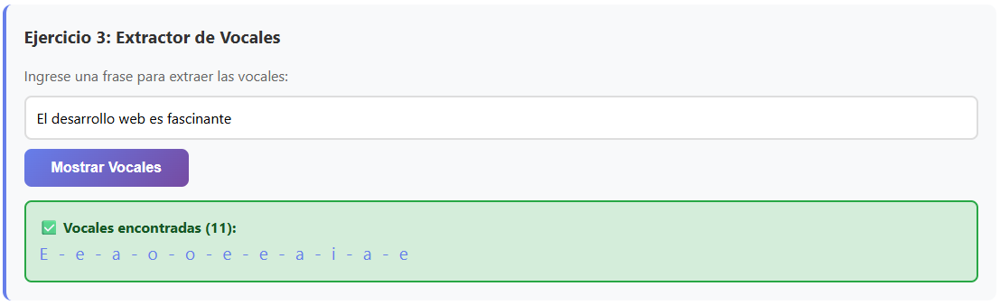 Ejercicio 3: Extractor de Vocales
Ingrese una frase para extraer las vocales:
El desarrollo web es fascinante
Mostrar Vocales
✅ Vocales encontradas (11):
E - e - a - o - o - e - e - a - i - a - e